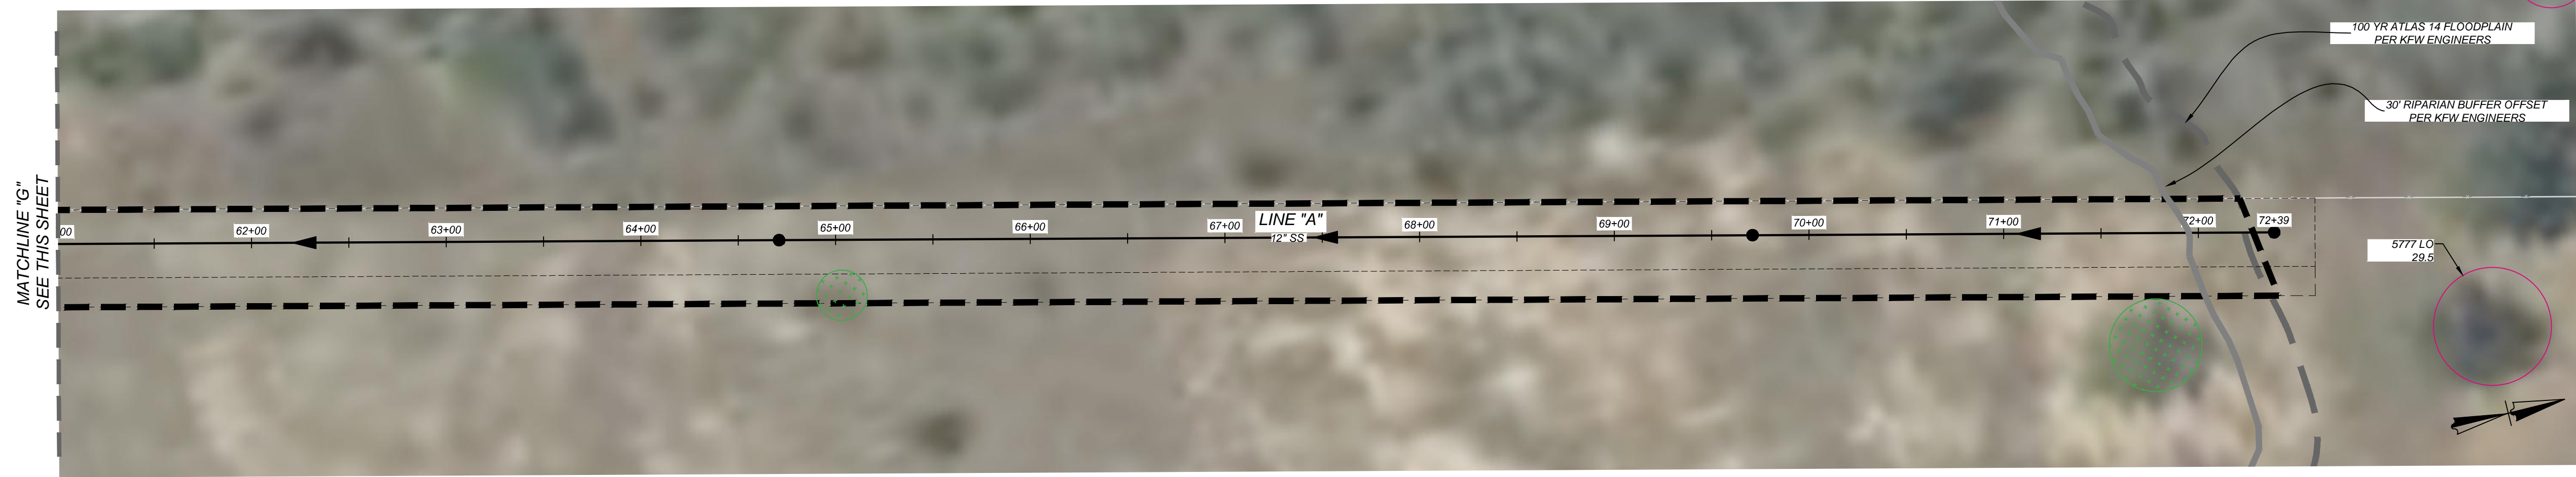 100 YR ATLAS 14 FLOODPLAIN
PER KFW ENGINEERS
30' RIPARIAN BUFFER OFFSET
PER KFW ENGINEERS
MATCHLINE "G"
SEE THIS SHEET
00
62+00
63+00
64+00
65+00
66+00
67+00
LINE "A"
12" SS
68+00
69+00
70+00
71+00
72+00
72+39
5777 LO
29.5